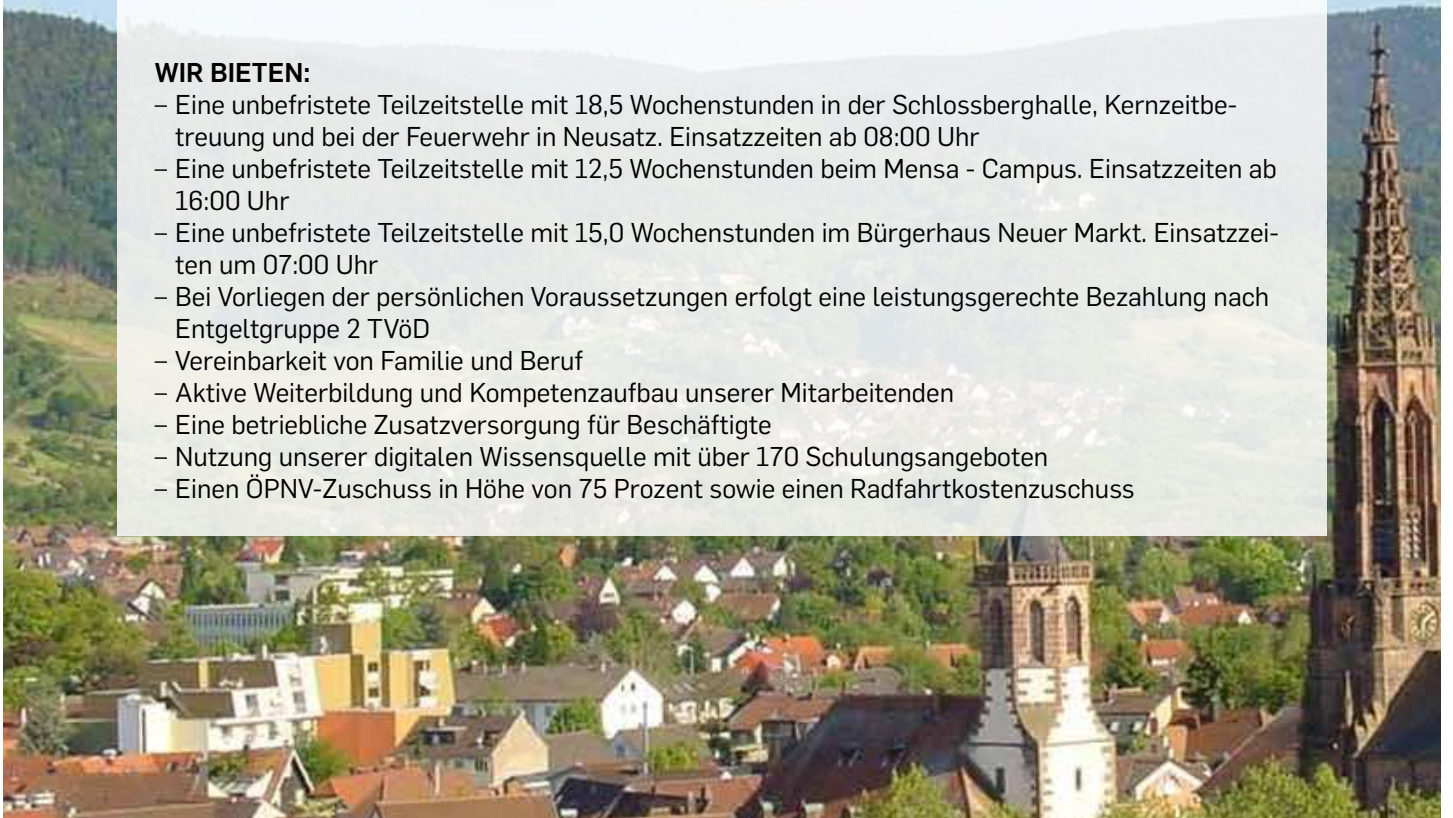 WIR BIETEN:
– Eine unbefristete Teilzeitstelle mit 18,5 Wochenstunden in der Schlossberghalle, Kernzeitbe-
treuung und bei der Feuerwehr in Neusatz. Einsatzzeiten ab 08:00 Uhr
– Eine unbefristete Teilzeitstelle mit 12,5 Wochenstunden beim Mensa - Campus. Einsatzzeiten ab
16:00 Uhr
– Eine unbefristete Teilzeitstelle mit 15,0 Wochenstunden im Bürgerhaus Neuer Markt. Einsatzzei-
ten um 07:00 Uhr
– Bei Vorliegen der persönlichen Voraussetzungen erfolgt eine leistungsgerechte Bezahlung nach
Entgeltgruppe 2 TVöD
– Vereinbarkeit von Familie und Beruf
– Aktive Weiterbildung und Kompetenzaufbau unserer Mitarbeitenden
– Eine betriebliche Zusatzversorgung für Beschäftigte
– Nutzung unserer digitalen Wissensquelle mit über 170 Schulungsangeboten
– Einen ÖPNV-Zuschuss in Höhe von 75 Prozent sowie einen Radfahrtkostenzuschuss